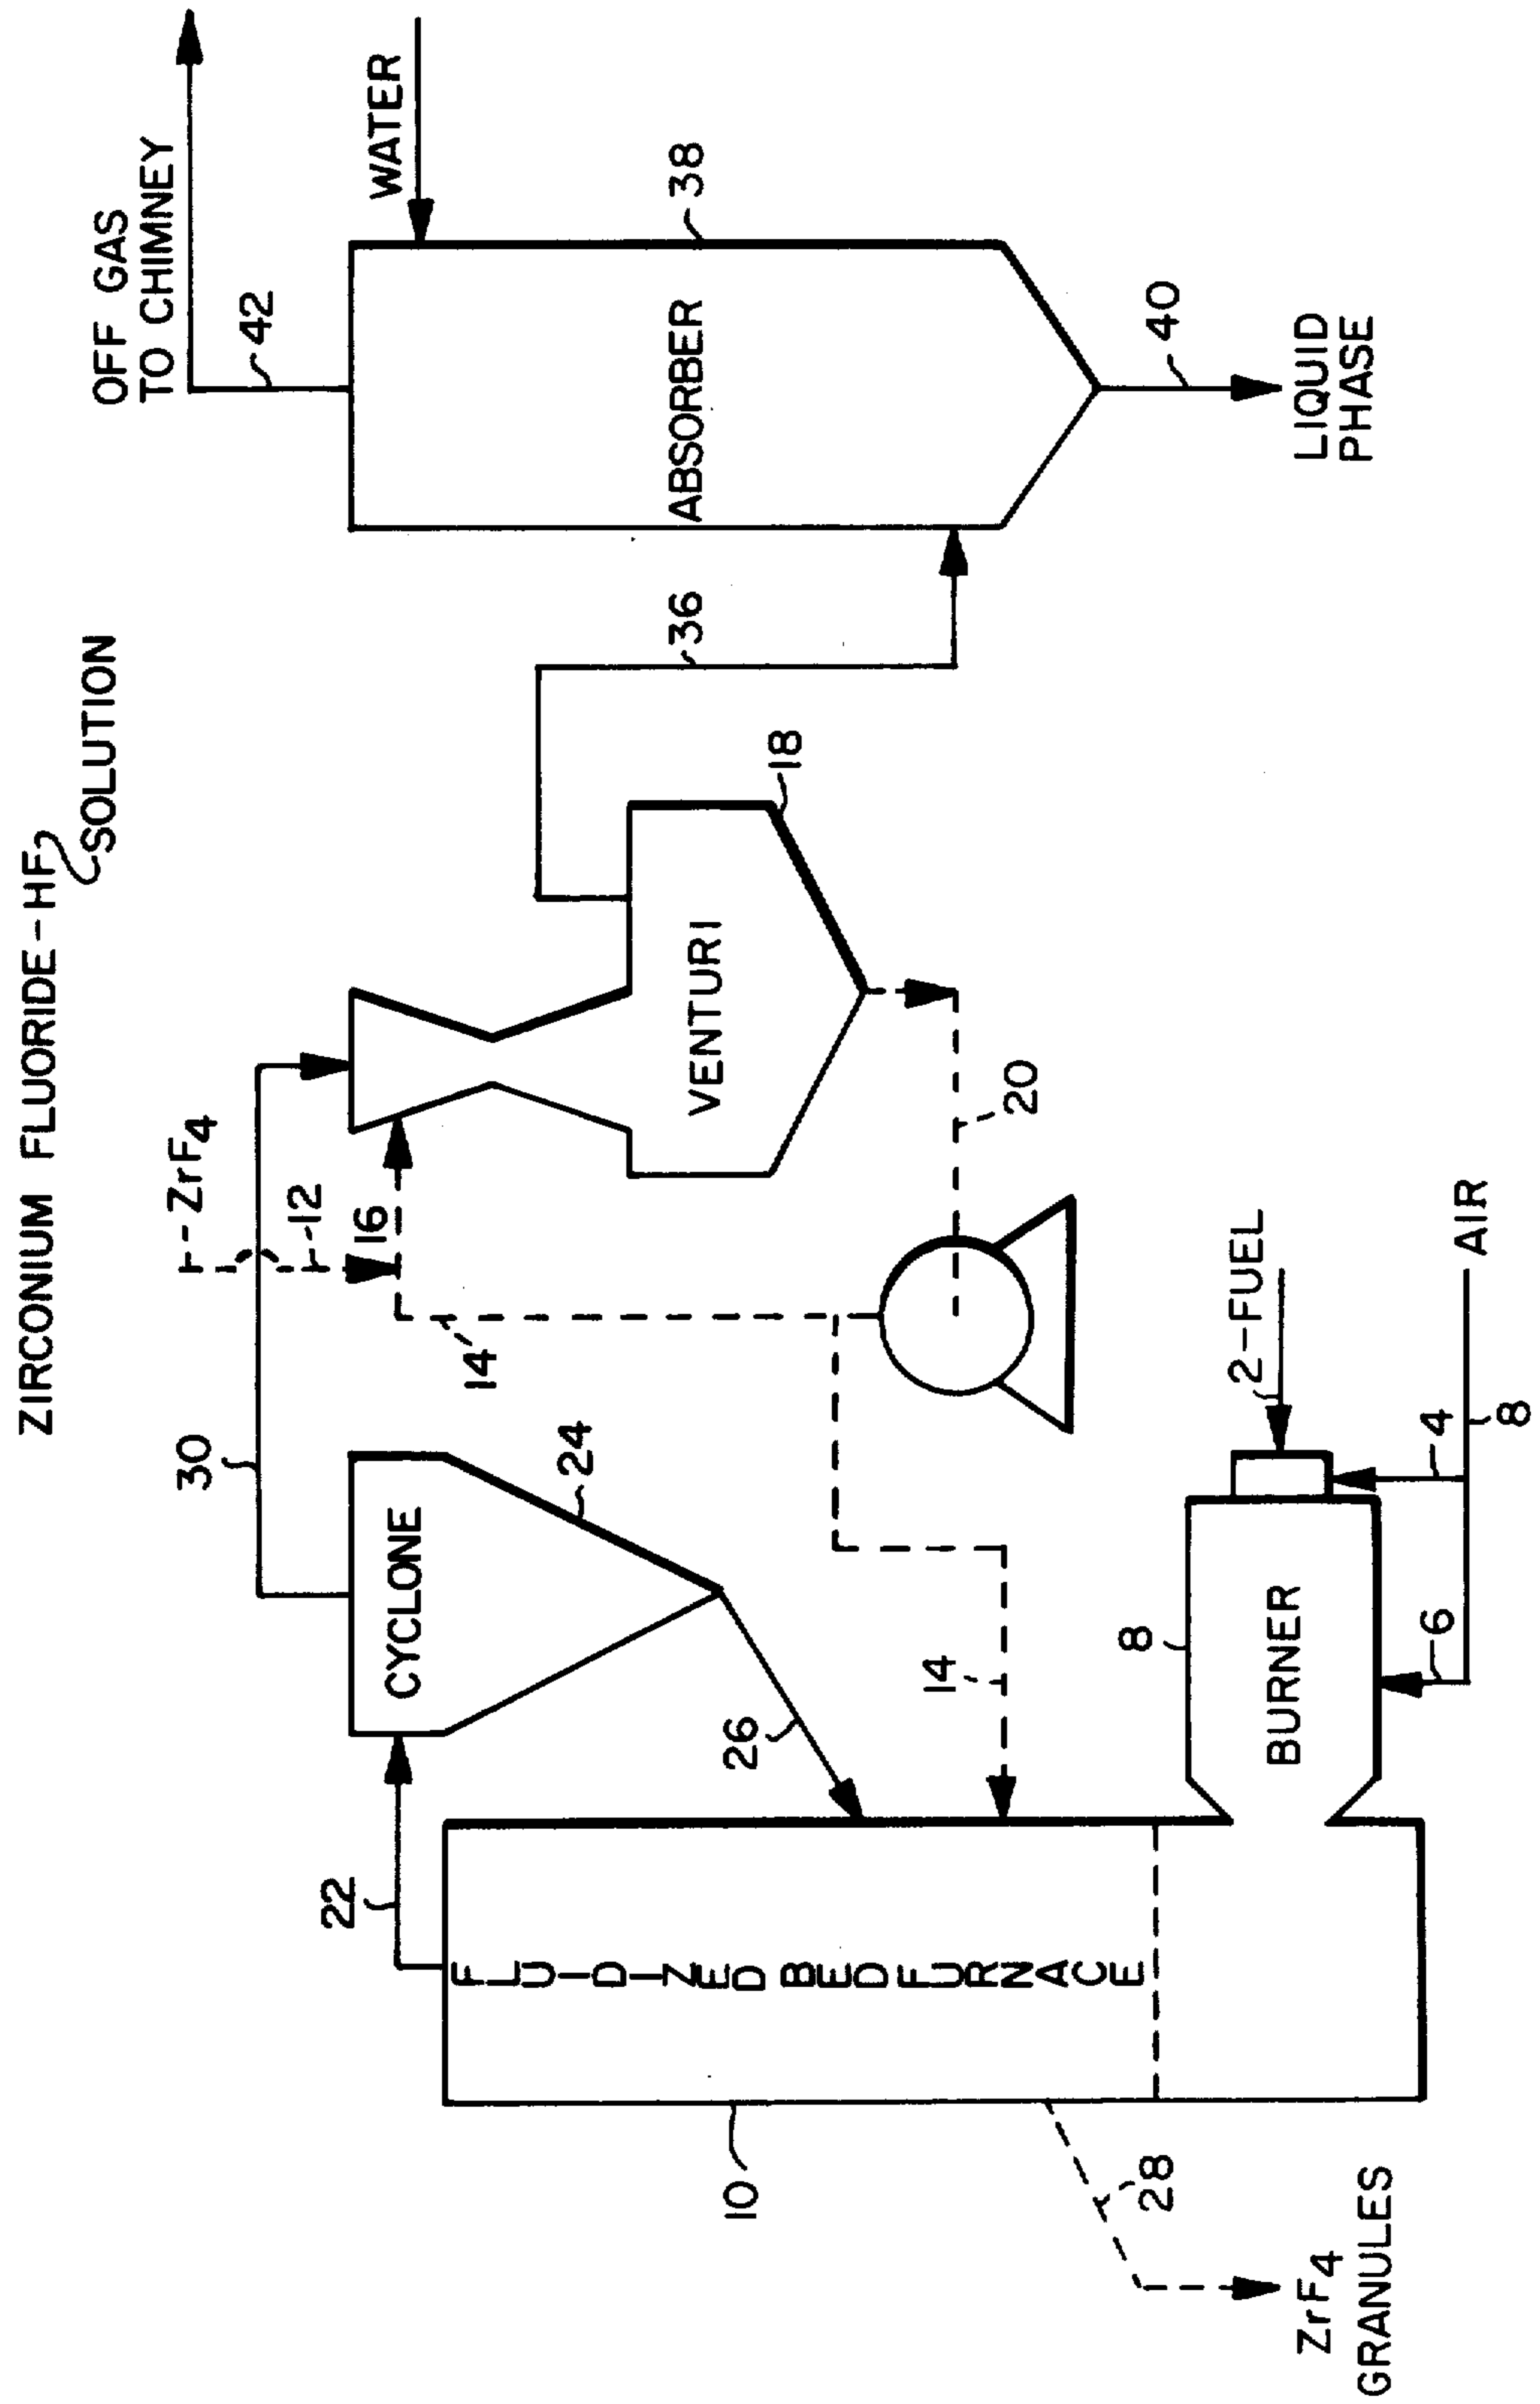 ZIRCONIUM FLUORIDE-HF
SOLUTION
OFF GAS
TO CHIMNEY
42
WATER
30
ZrF4
12
16
14
22
CYCLONE
24
26
14
VENTURI
18
20
36
ABSORBER
38
40
LIQUID
PHASE
FLUIDIZED BED FURNACE
10
28
ZrF4
GRANULES
8
BURNER
2-FUEL
4
6
8
AIR